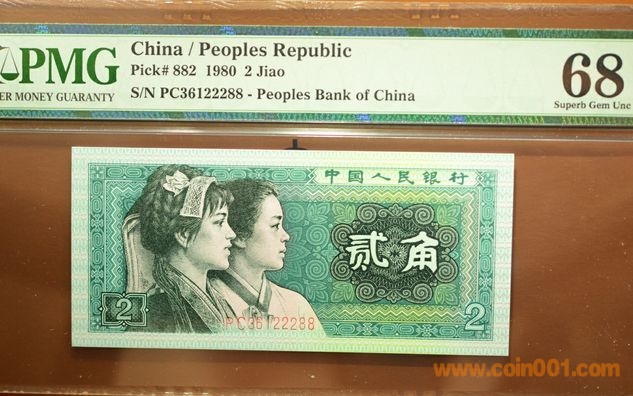 PMG
ER MONEY GUARANTY
China / Peoples Republic
Pick# 882 1980 2 Jiao
S/N PC36122288 - Peoples Bank of China
68
Superb Gem Unc
中国人民银行
贰角
2
PC36122288
2
www.coin001.com